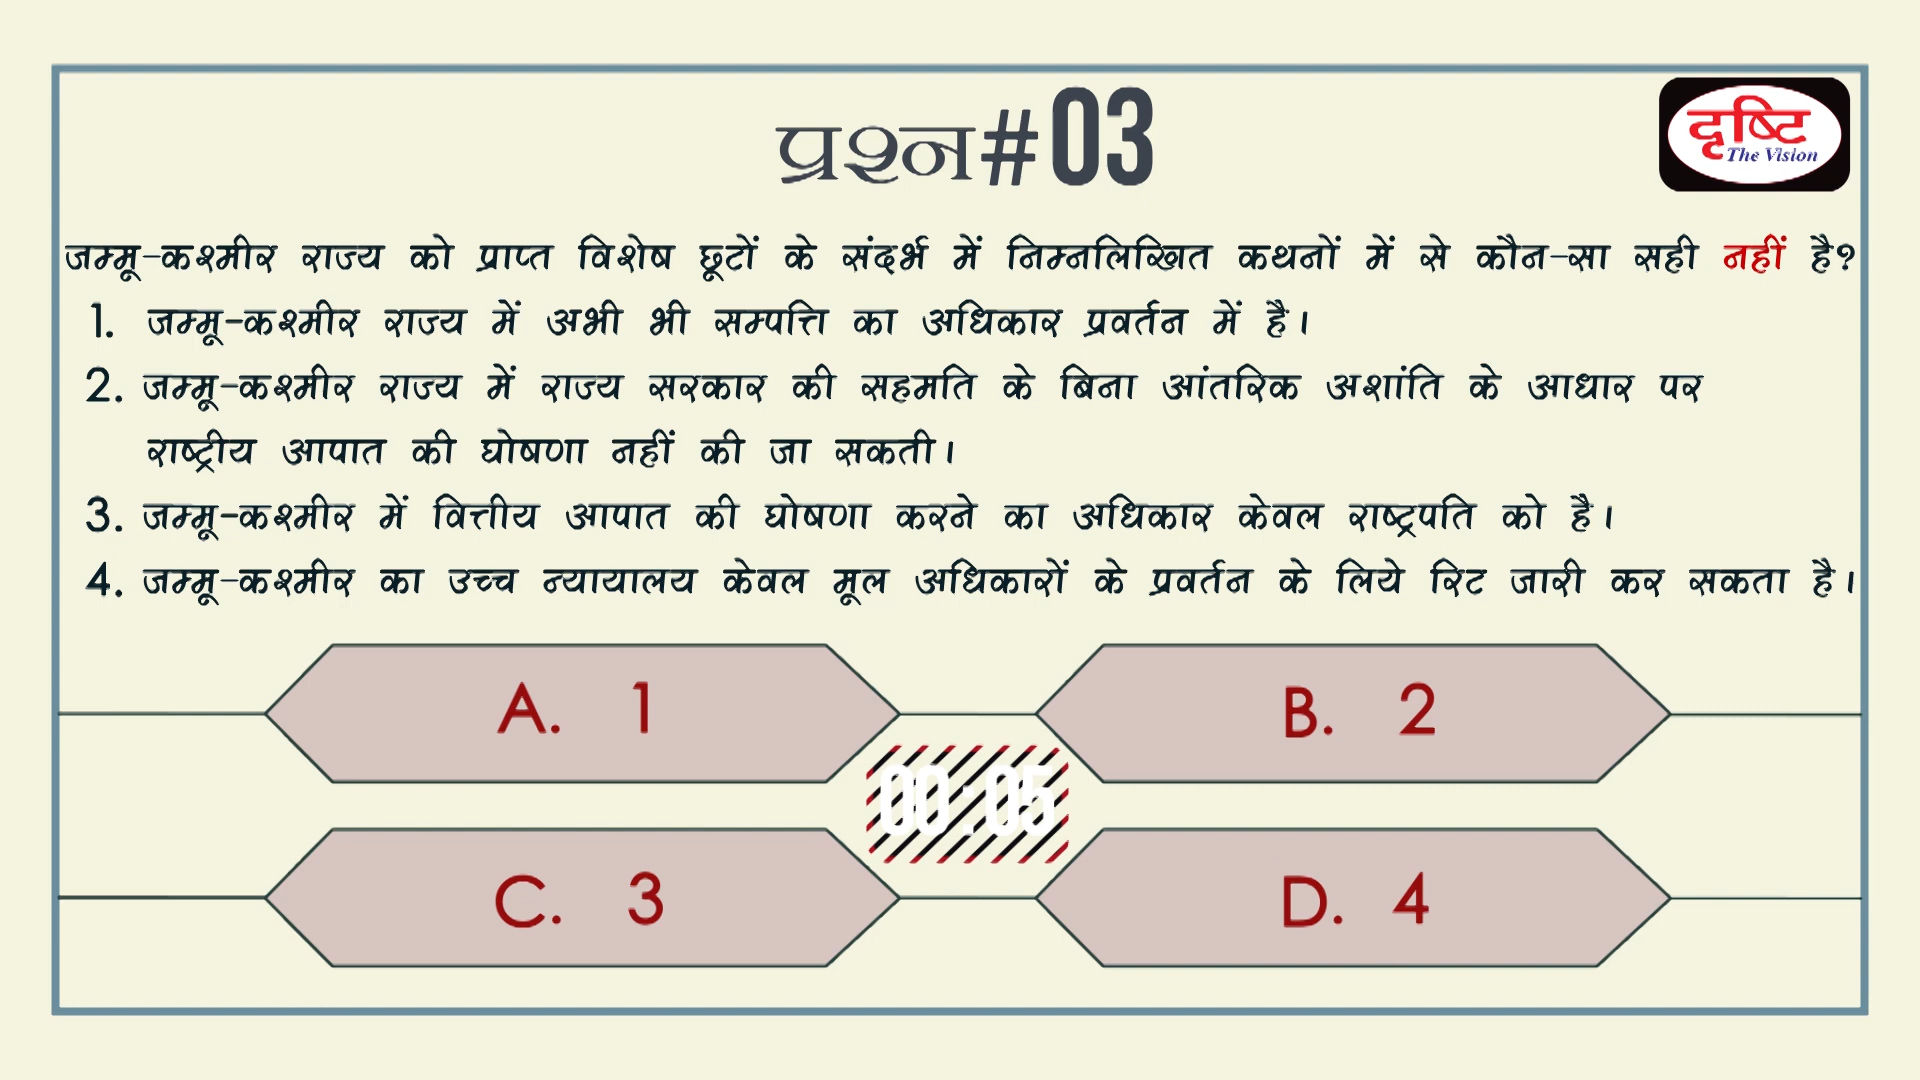 प्रश्न#03
दृष्टि
The Vision
जम्मू-कश्मीर राज्य को प्राप्त विशेष छूटों के संदर्भ में निम्नलिखित कथनों में से कौन-सा सही नहीं है?
1. जम्मू-कश्मीर राज्य में अभी भी सम्पत्ति का अधिकार प्रवर्तन में है।
2. जम्मू-कश्मीर राज्य में राज्य सरकार की सहमति के बिना आंतरिक अशांति के आधार पर
राष्ट्रीय आपात की घोषणा नहीं की जा सकती।
3. जम्मू-कश्मीर में वित्तीय आपात की घोषणा करने का अधिकार केवल राष्ट्रपति को है।
4. जम्मू-कश्मीर का उच्च न्यायालय केवल मूल अधिकारों के प्रवर्तन के लिये रिट जारी कर सकता है।
A. 1
B. 2
00:05
C. 3
D. 4